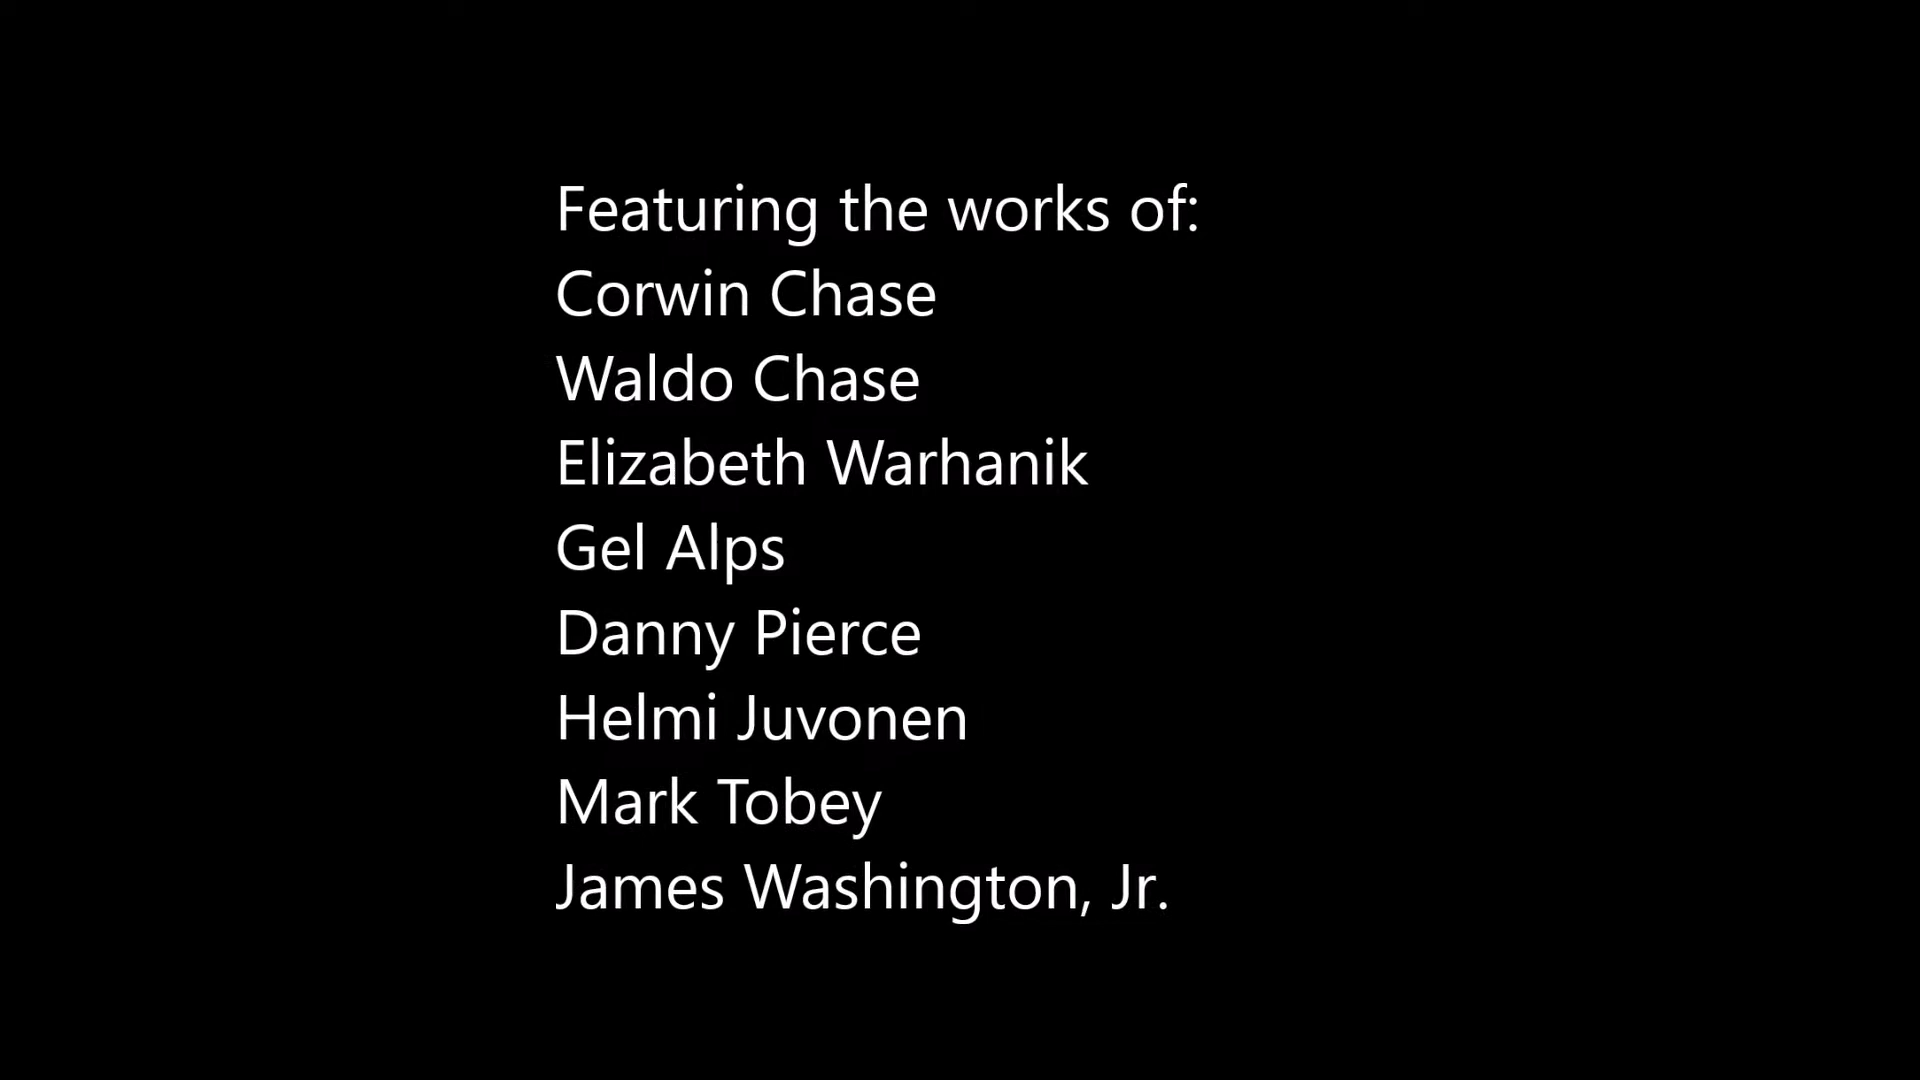 Featuring the works of:
Corwin Chase
Waldo Chase
Elizabeth Warhanik
Gel Alps
Danny Pierce
Helmi Juvonen
Mark Tobey
James Washington, Jr.